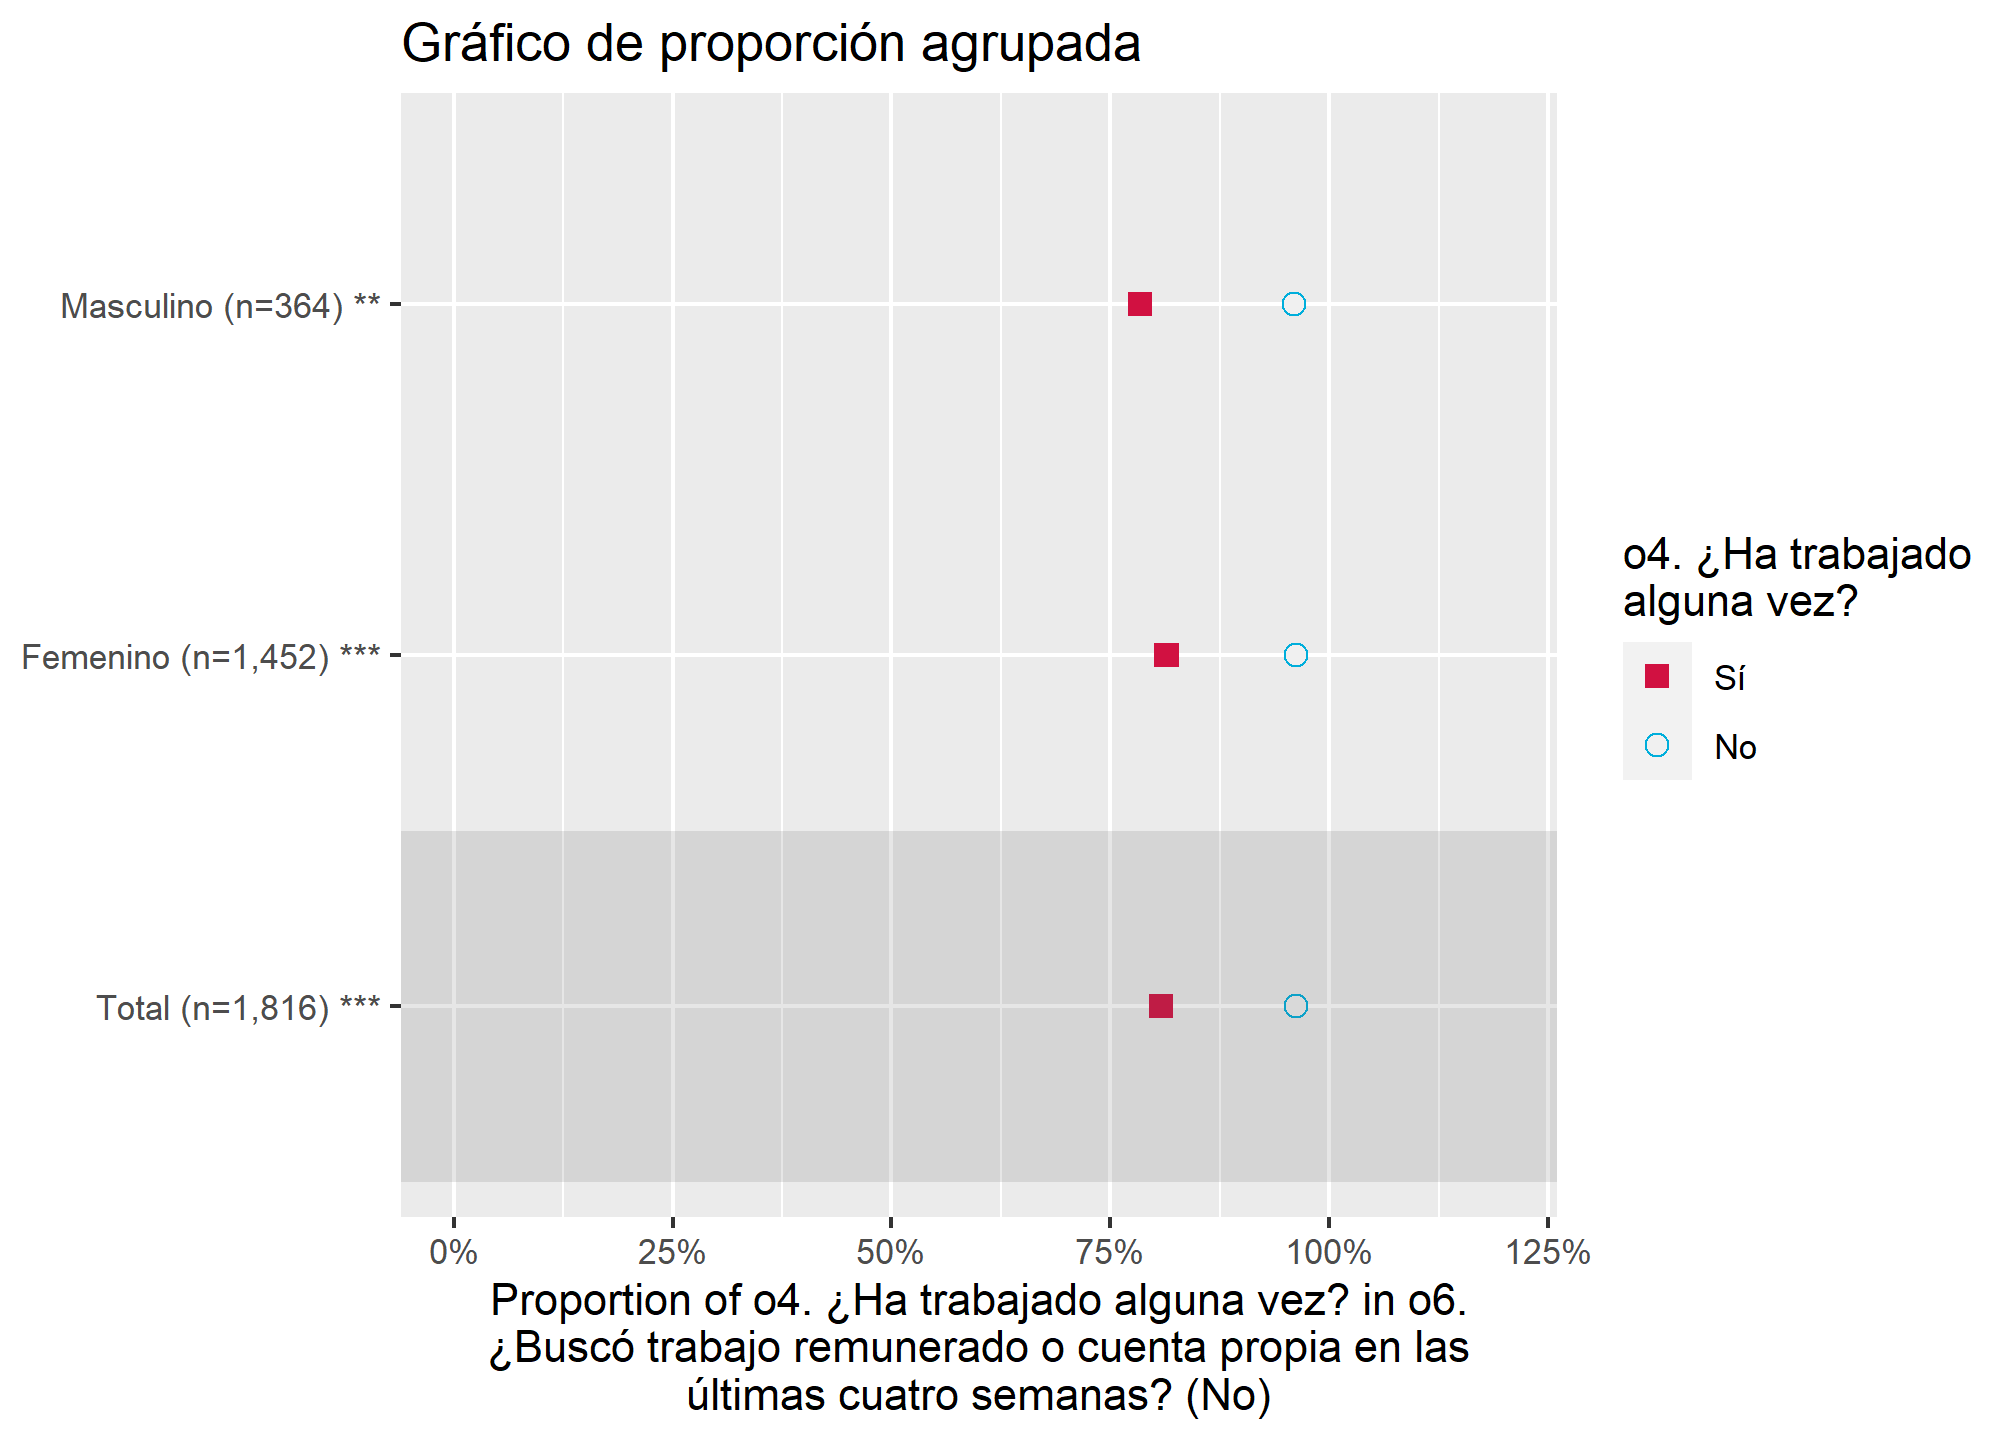 Gráfico de proporción agrupada
Masculino (n=364) **
Femenino (n=1,452) ***
Total (n=1,816) ***
0%
25%
50%
75%
100%
125%
Proportion of o4. ¿Ha trabajado alguna vez? in o6.
¿Buscó trabajo remunerado o cuenta propia en las
últimas cuatro semanas? (No)
o4. ¿Ha trabajado
alguna vez?
Sí
No